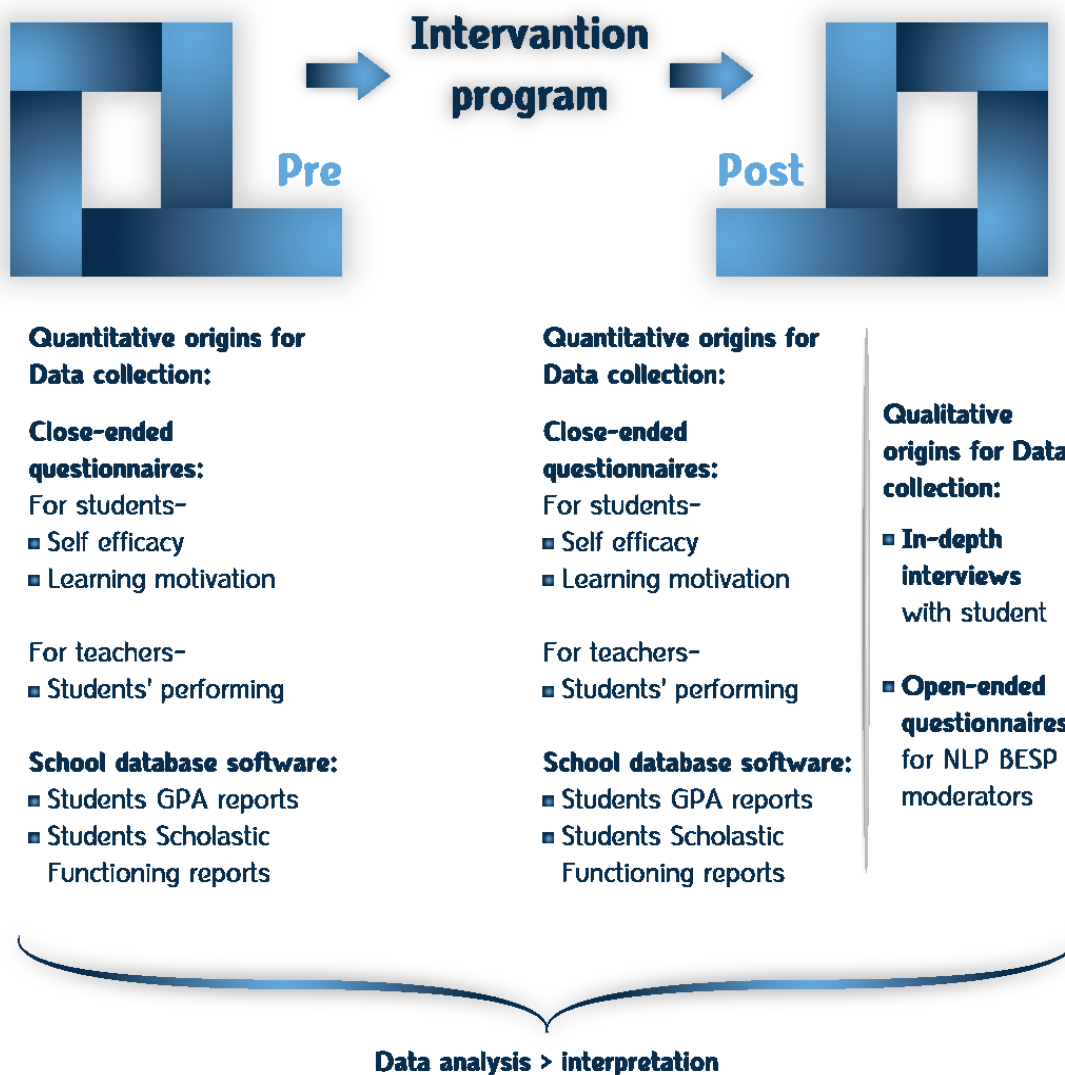 Intervantion
program
Pre
Post
Quantitative origins for
Data collection:
Close-ended
questionnaires:
For students-
Self efficacy
Learning motivation
For teachers-
Students' performing
School database software:
Students GPA reports
Students Scholastic
Functioning reports
Quantitative origins for
Data collection:
Close-ended
questionnaires:
For students-
Self efficacy
Learning motivation
For teachers-
Students' performing
School database software:
Students GPA reports
Students Scholastic
Functioning reports
Qualitative
origins for Data
collection:
In-depth
interviews
with student
Open-ended
questionnaires
for NLP BESP
moderators
Data analysis > interpretation